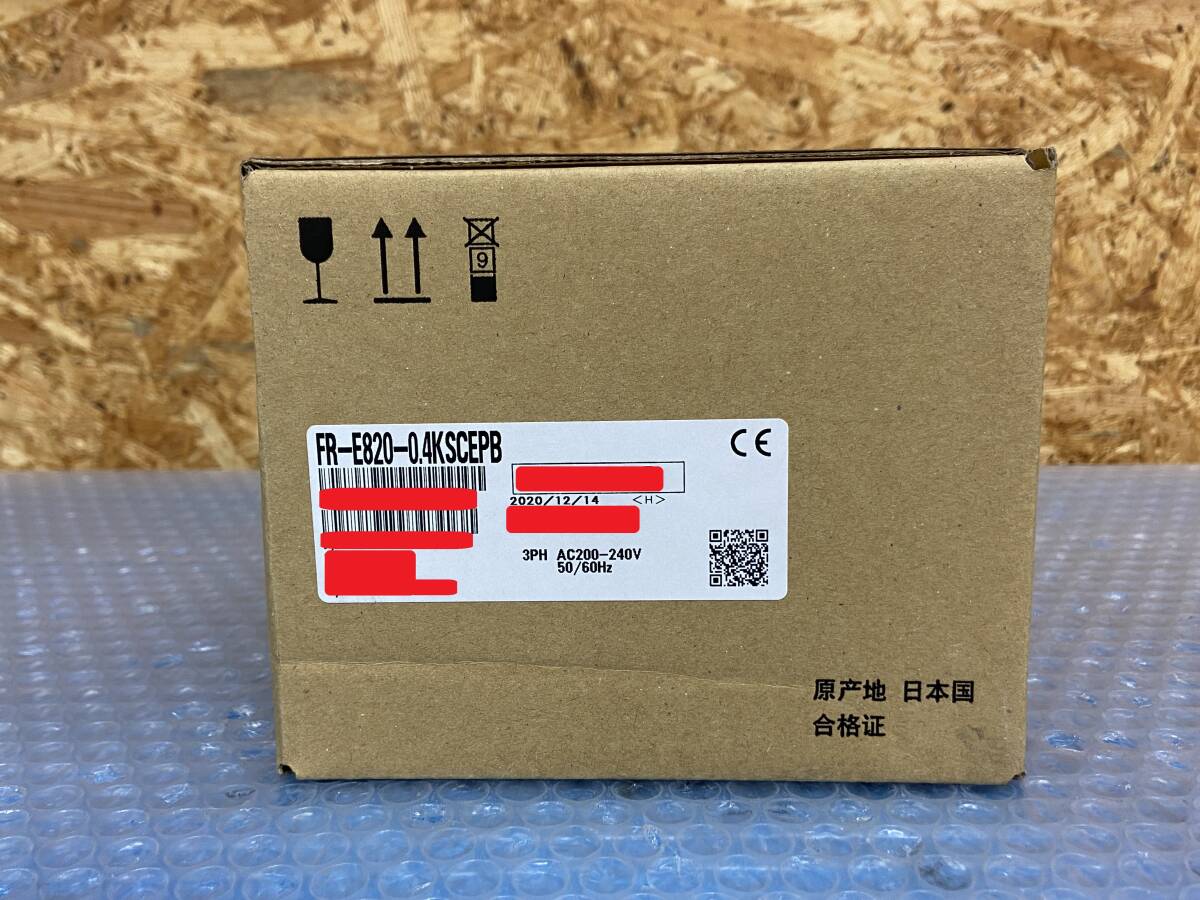 9
FR-E820-0.4KSCEPB
CE
2020/12/14 <H>
3PH AC200-240V
50/60Hz
原产地 日本国
合格证